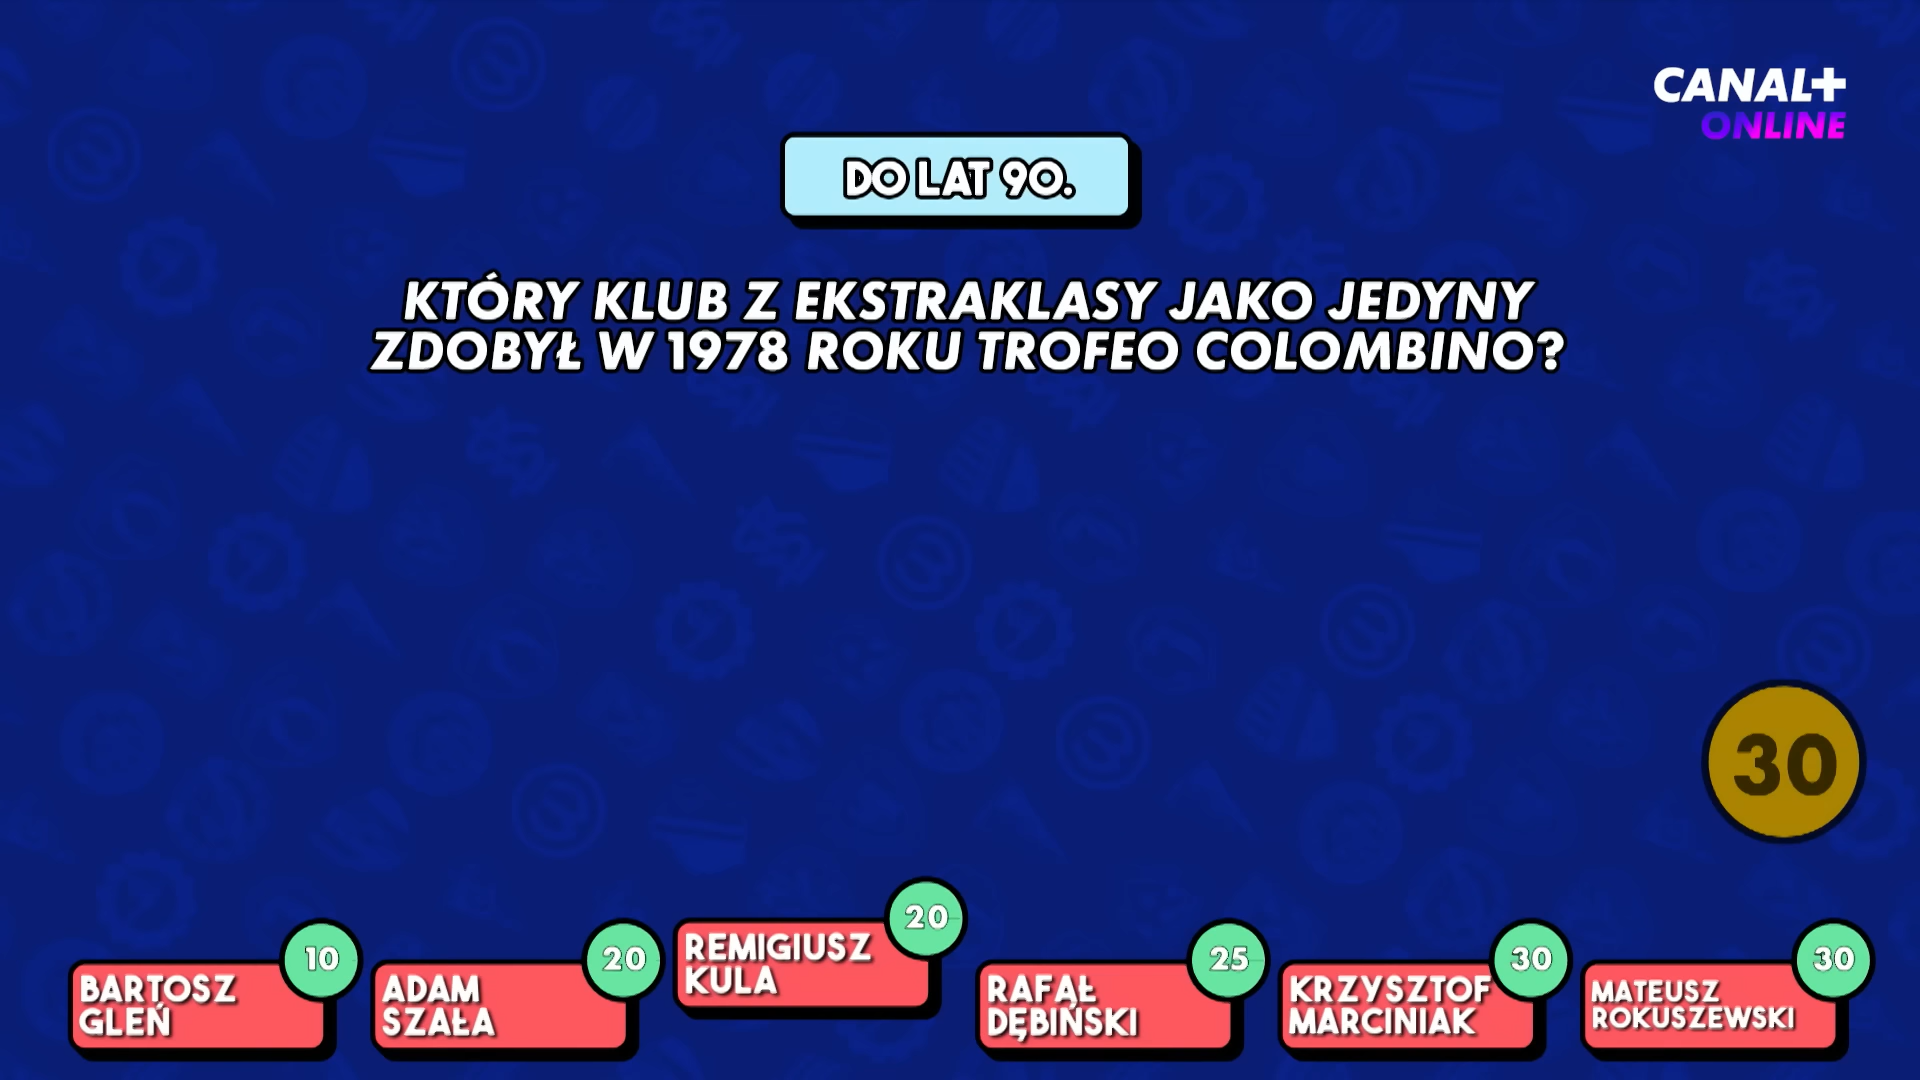 CANAL+
ONLINE
DO LAT 90.
KTÓRY KLUB Z EKSTRAKLASY JAKO JEDYNY
ZDOBYŁ W 1978 ROKU TROFEO COLOMBINO?
30
10
BARTOSZ
GLEŃ
20
ADAM
SZAŁA
20
REMIGIUSZ
KULA
25
RAFAŁ
DĘBIŃSKI
30
KRZYSZTOF
MARCINIAK
30
MATEUSZ
ROKUSZEWSKI